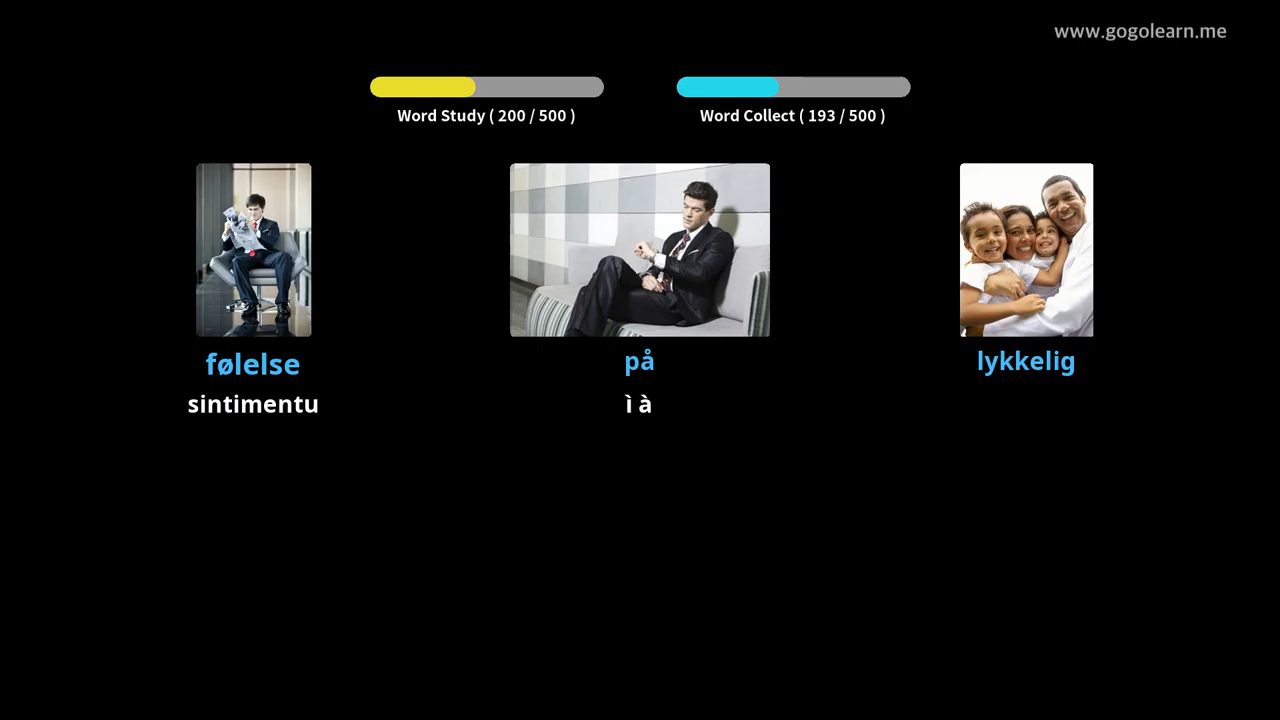 www.gogolearn.me
Word Study ( 200 / 500 )
Word Collect ( 193 / 500 )
følelse
på
lykkelig
sintimentu
ì à